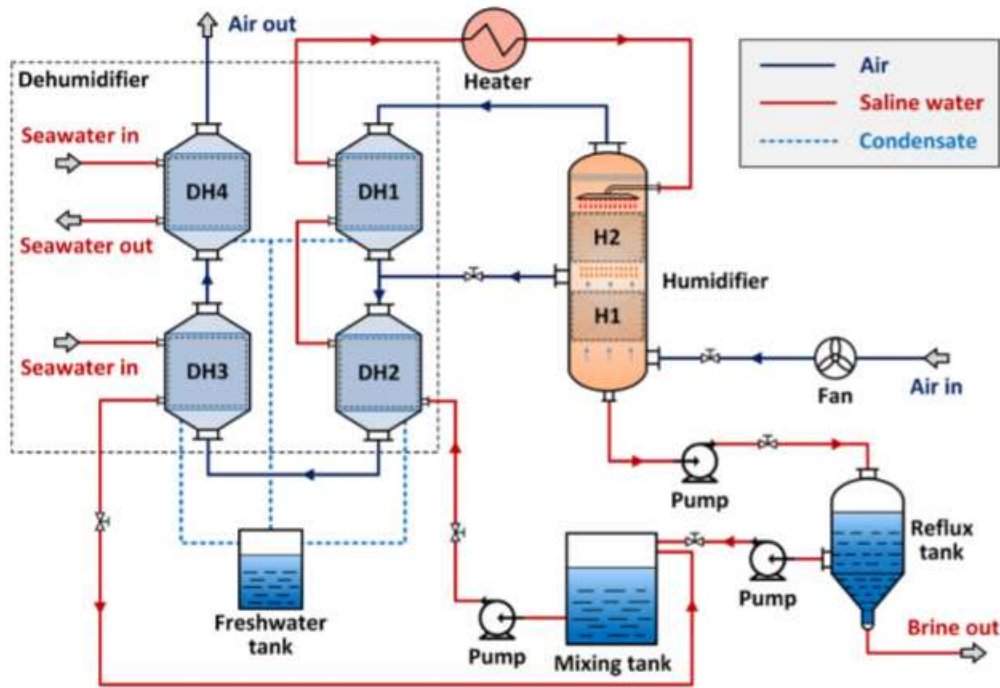 Air out
Heater
Air
Saline water
Condensate
Dehumidifier
Seawater in
DH4
DH1
Seawater out
H2
Humidifier
H1
Seawater in
DH3
DH2
Fan
Air in
Pump
Reflux
tank
Freshwater
tank
Pump
Mixing tank
Pump
Brine out